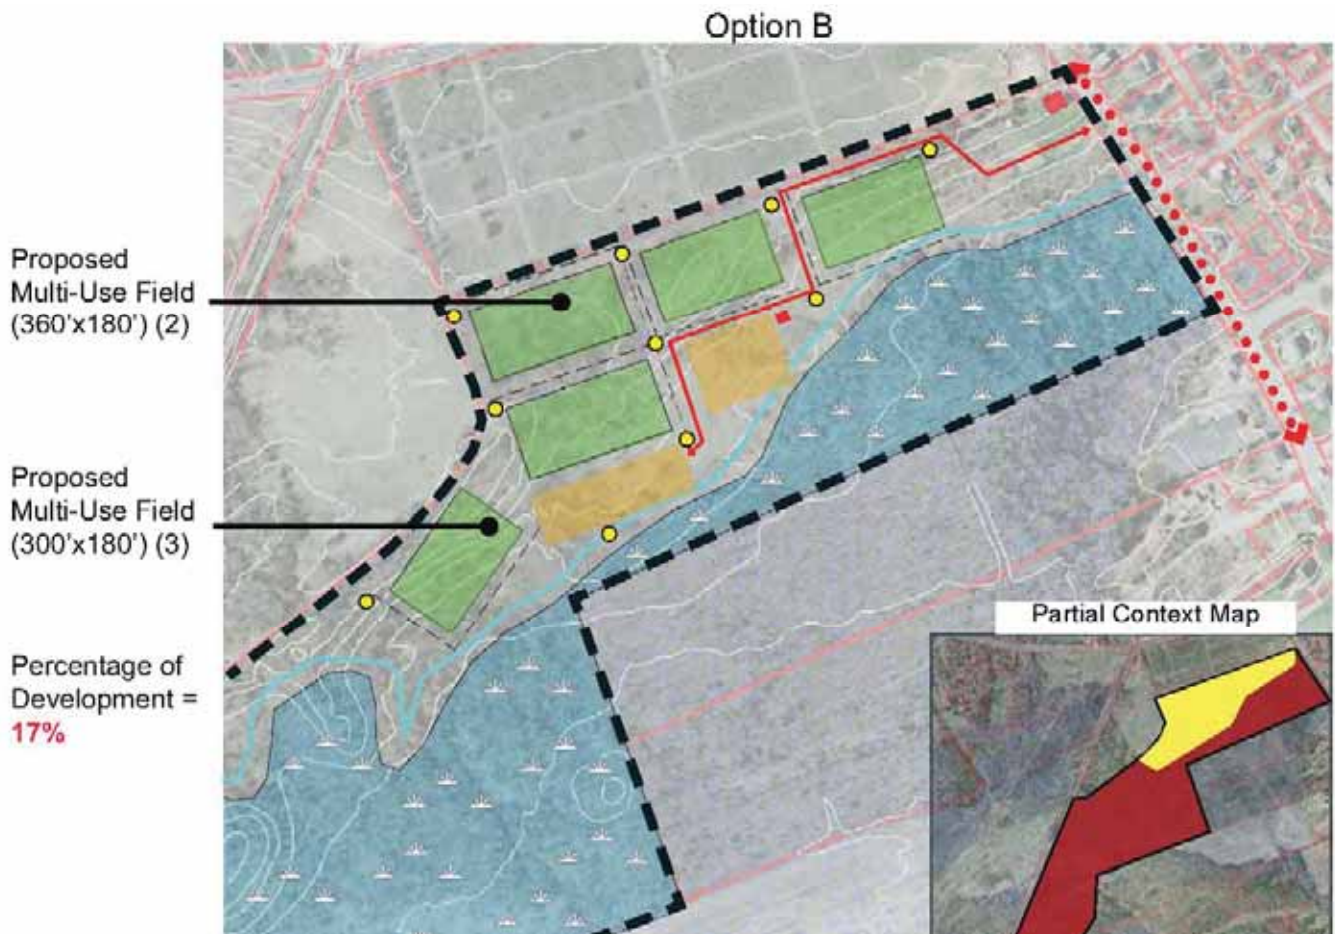 Option B
Proposed
Multi-Use Field
(360'x180') (2)
Proposed
Multi-Use Field
(300'x180') (3)
Percentage of
Development =
17%
Partial Context Map